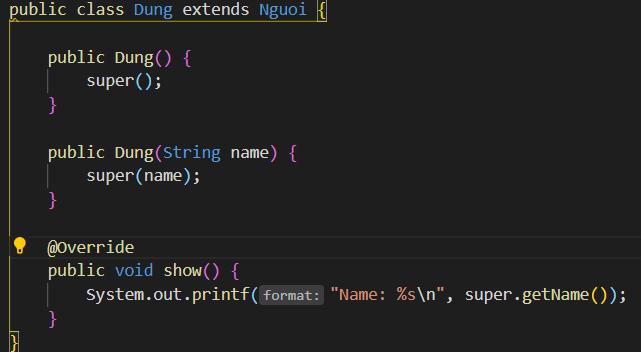 public class Dung extends Nguoi {
    public Dung() {
        super();
    }
    public Dung(String name) {
        super(name);
    }
    @Override
    public void show() {
        System.out.printf(format: "Name: %s\n", super.getName());
    }
}